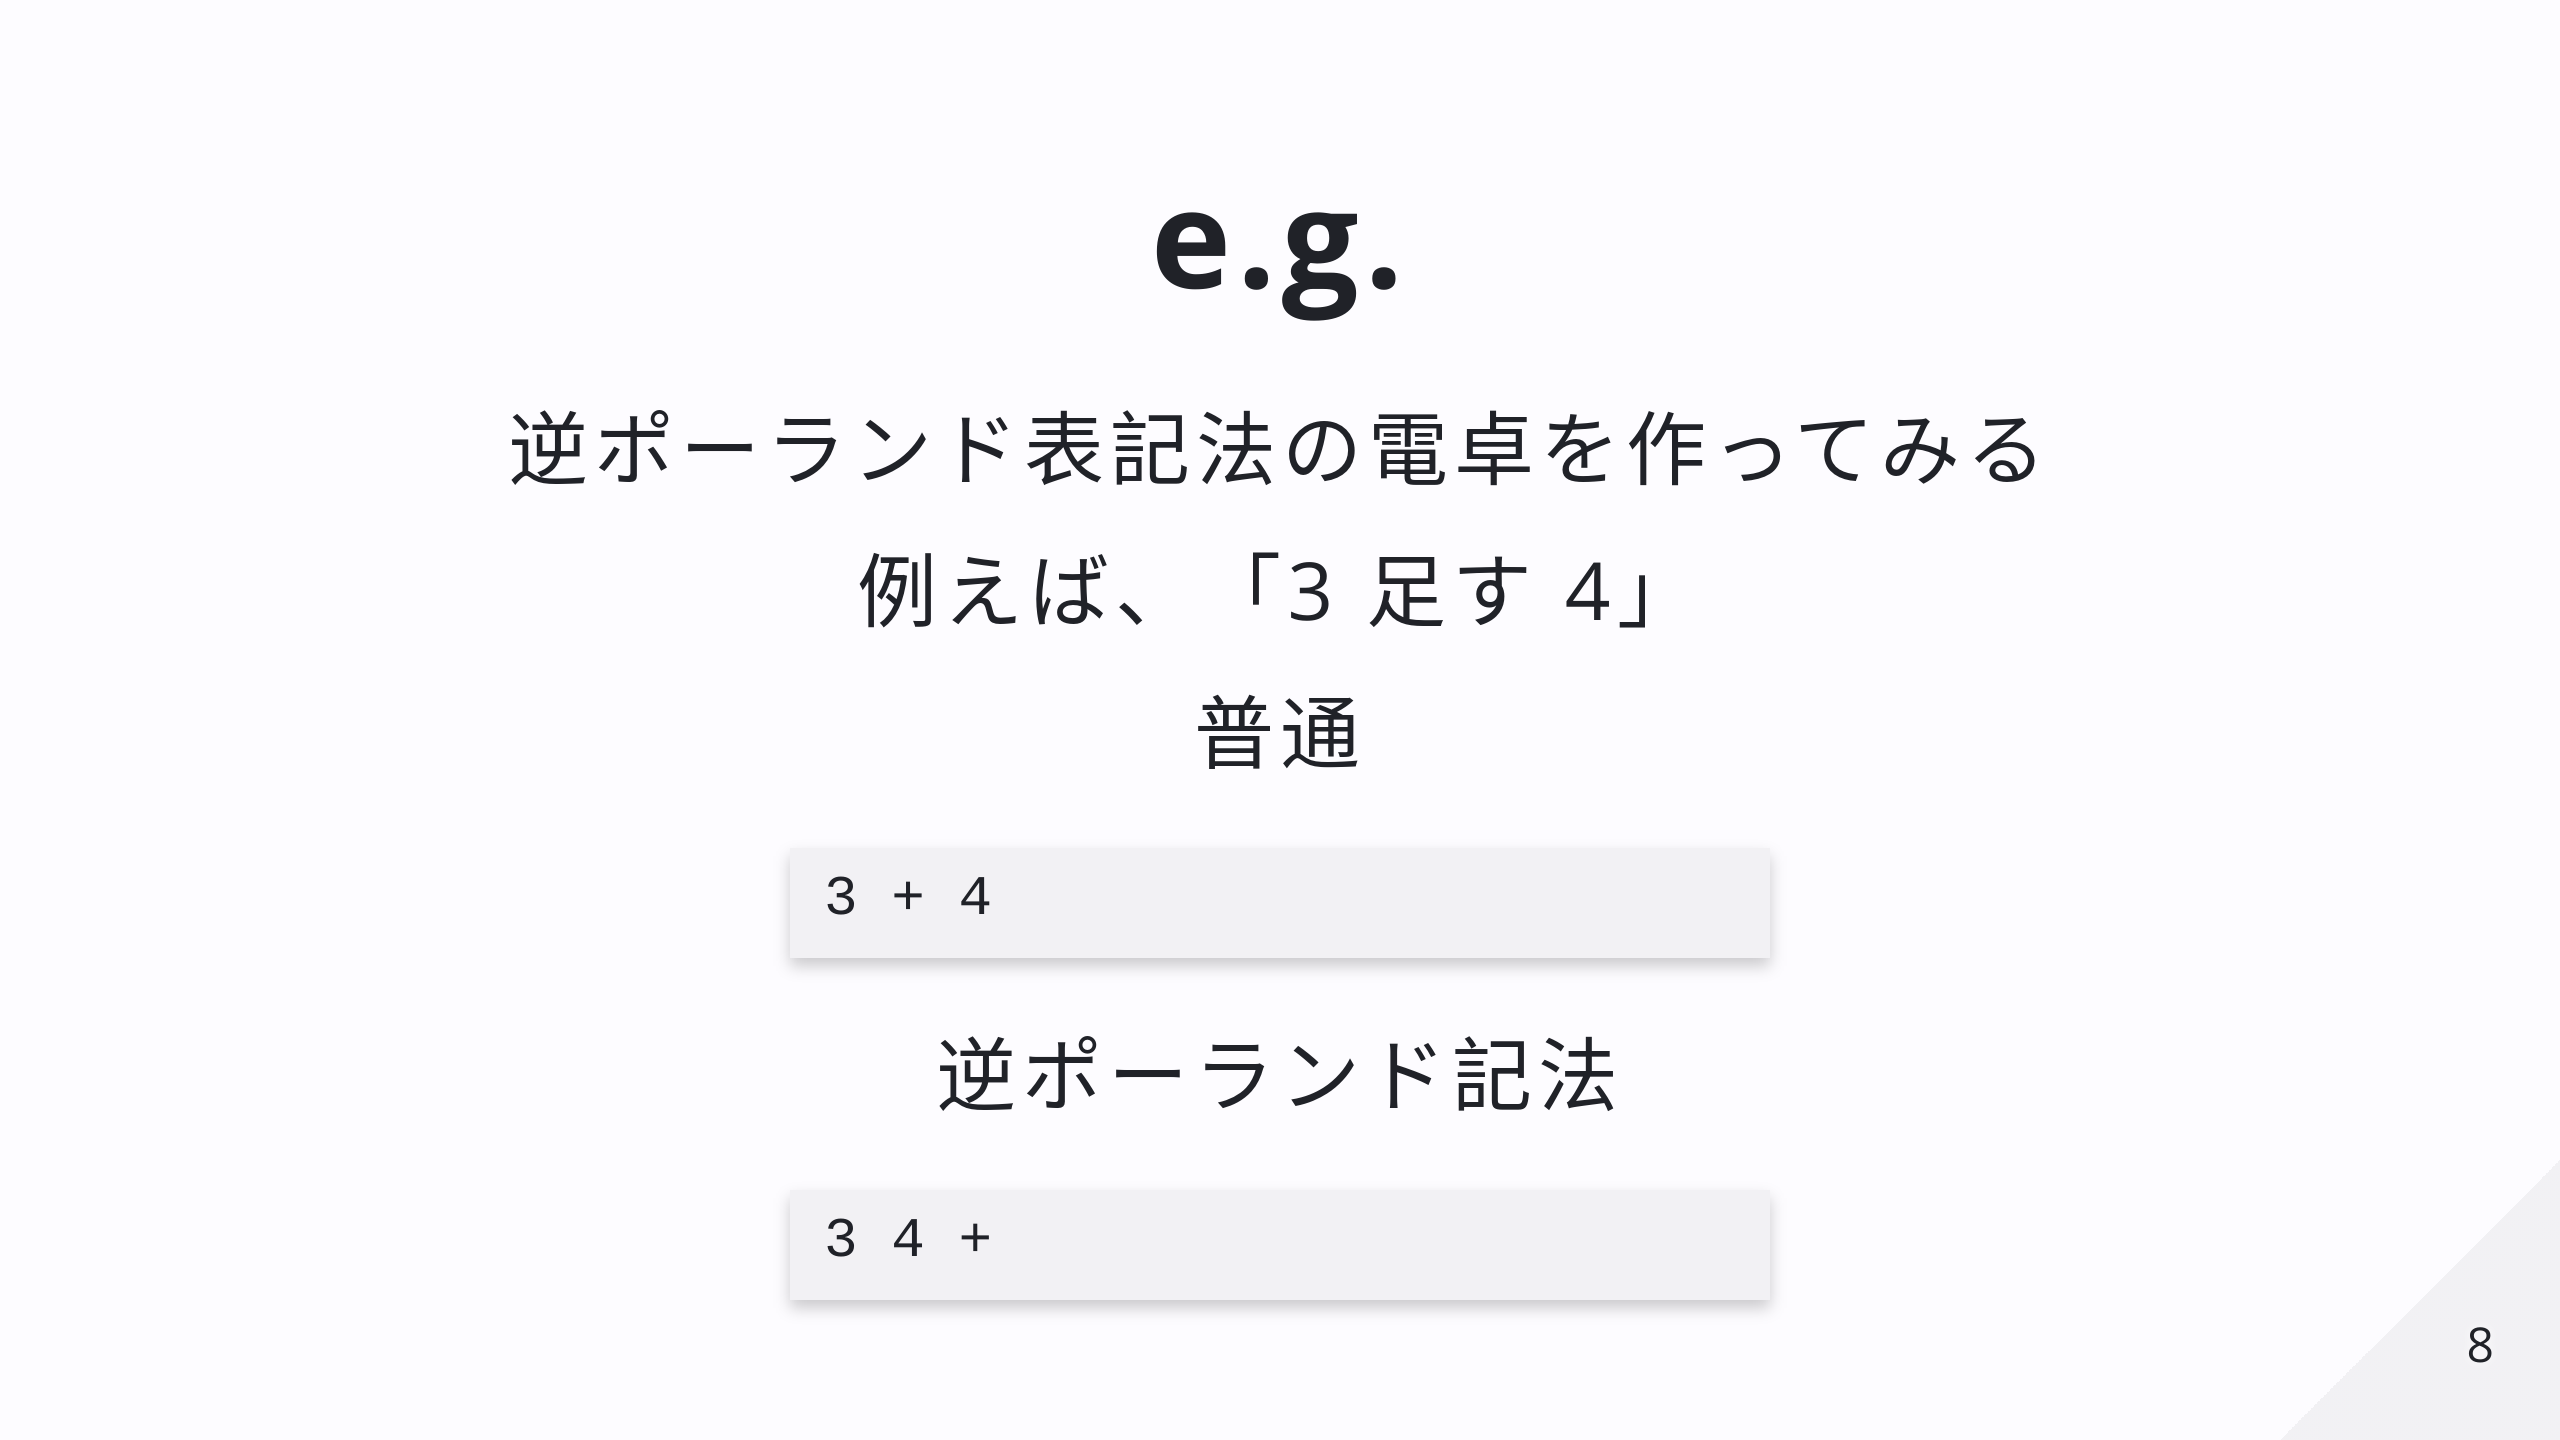 e.g.
逆ポーランド表記法の電卓を作ってみる
例えば、「3 足す 4」
普通
3 + 4
逆ポーランド記法
3 4 +
8